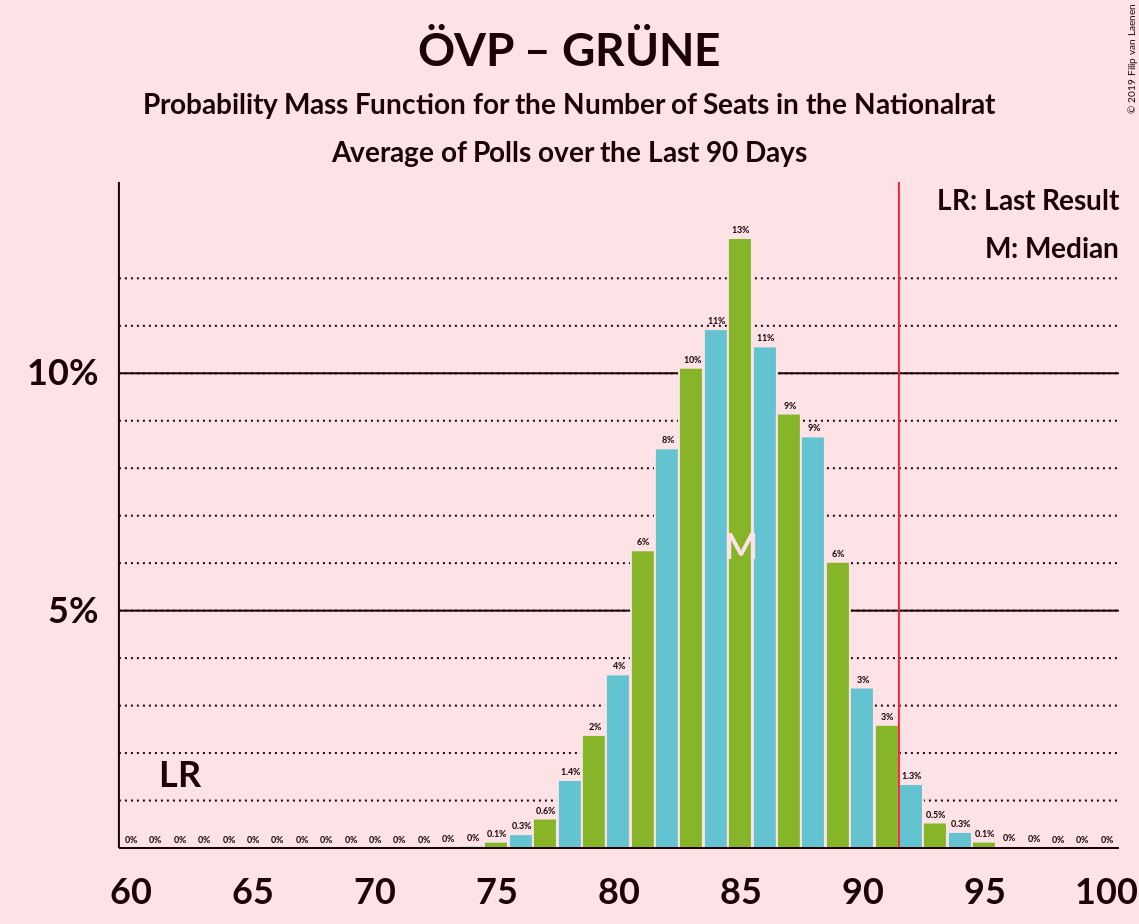 ÖVP – GRÜNE
Probability Mass Function for the Number of Seats in the Nationalrat
Average of Polls over the Last 90 Days
© 2019 Filip van Laenen
LR: Last Result
M: Median
10%
5%
0% 0% 0% 0% 0% 0% 0% 0% 0% 0% 0% 0% 0% 0% 0% 0.1% 0.3% 0.6% 1.4% 2% 4% 6% 8% 10% 11% 13% 11% 9% 9% 6% 3% 3% 1.3% 0.5% 0.3% 0.1% 0% 0% 0% 0% 0%
M
LR
60 65 70 75 80 85 90 95 100